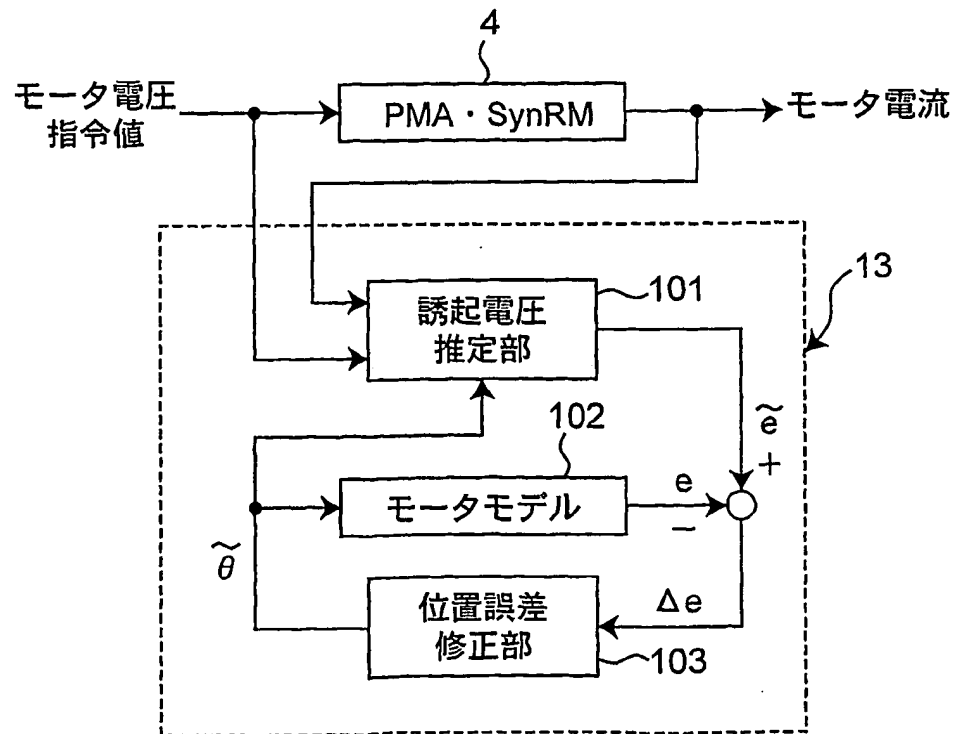 4
モータ電圧
指令値
PMA・SynRM
モータ電流
13
101
誘起電圧
推定部
ẽ
+
102
モータモデル
e
−
θ̃
位置誤差
修正部
Δe
103